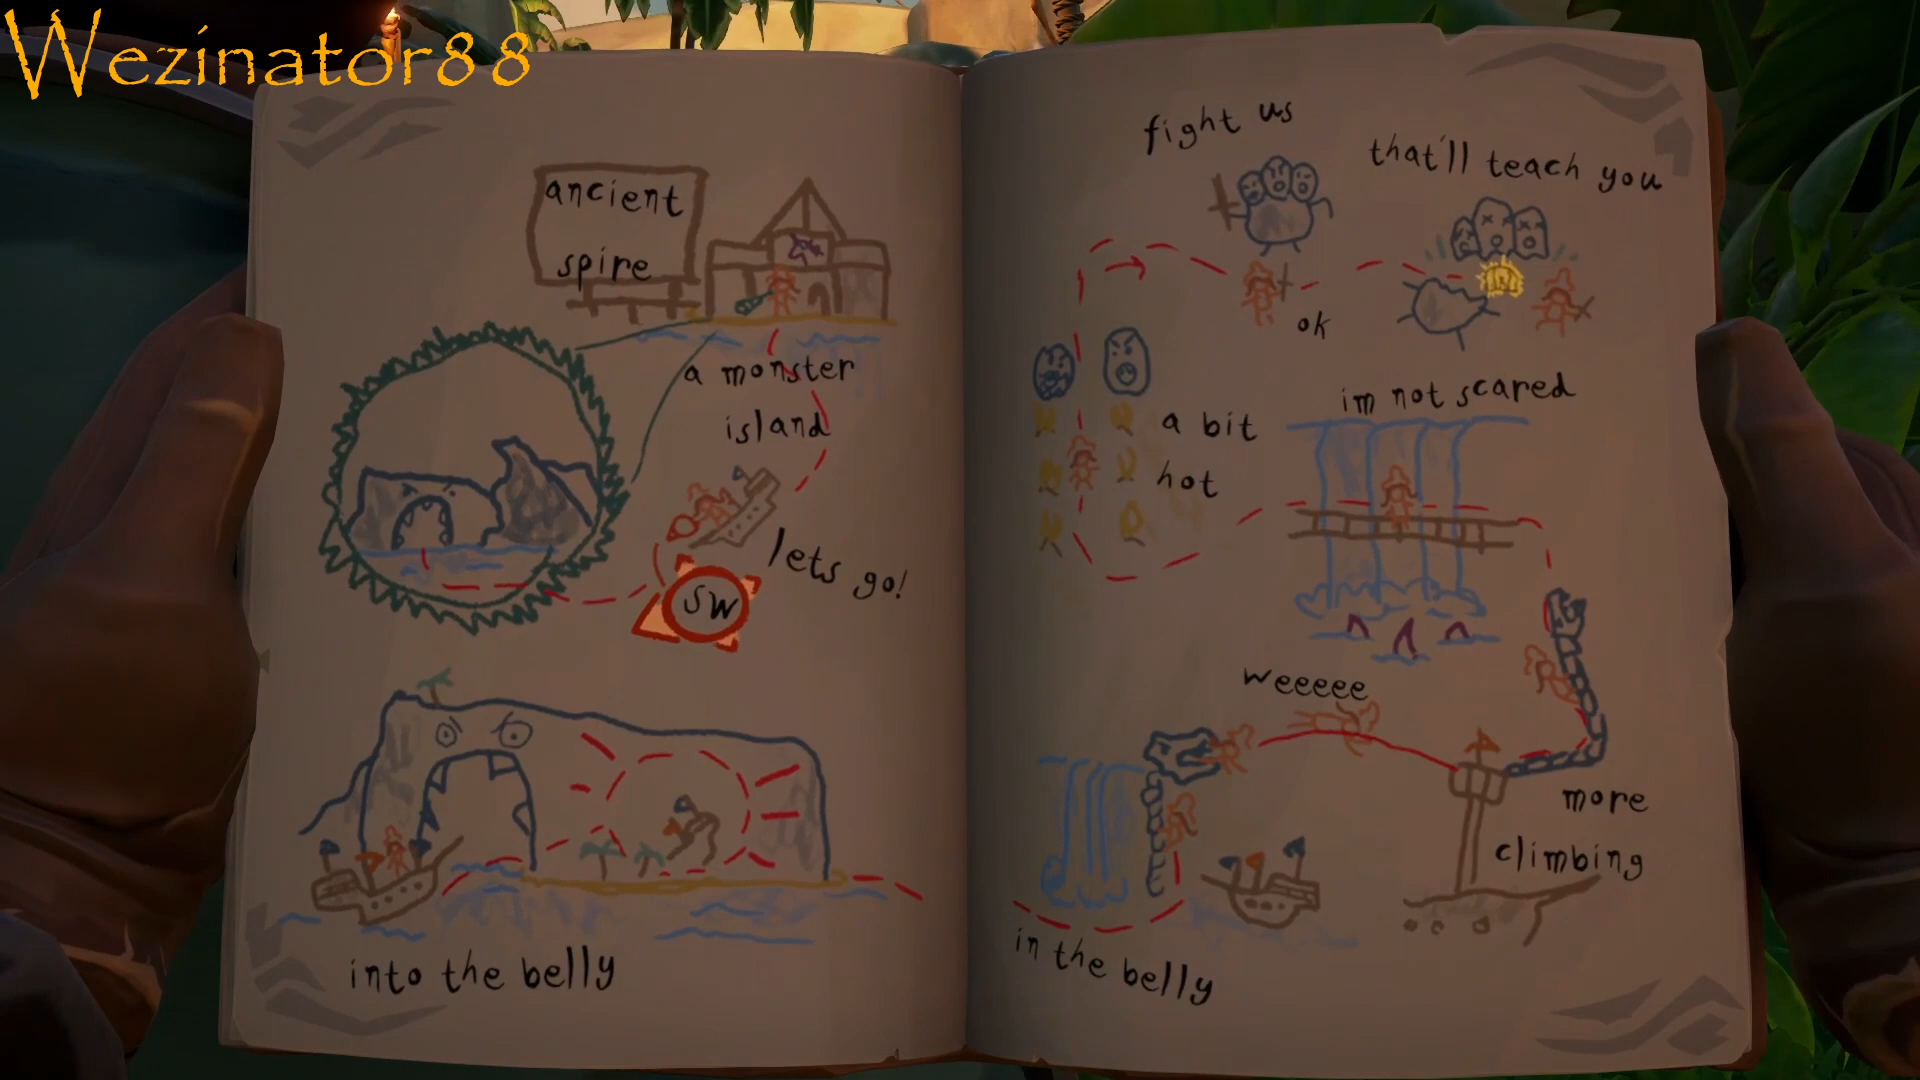 Wezinator88
ancient
spire
a monster
island
lets go!
SW
into the belly
fight us
that'll teach you
ok
im not scared
a bit
hot
weeeee
more
climbing
in the belly